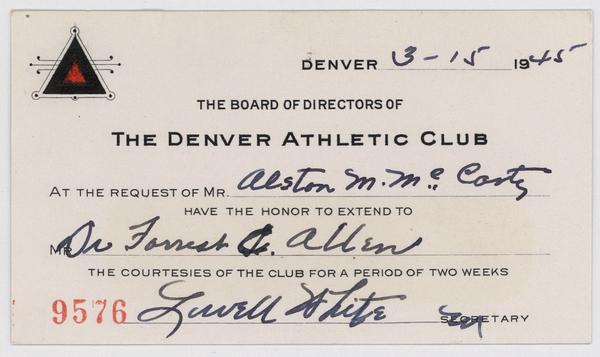 DENVER 3-15 1945
THE BOARD OF DIRECTORS OF
THE DENVER ATHLETIC CLUB
AT THE REQUEST OF MR. Alston M. Mc Carty
HAVE THE HONOR TO EXTEND TO
MR. Dr Forrest C. Allen
THE COURTESIES OF THE CLUB FOR A PERIOD OF TWO WEEKS
9576 Lowell White SECRETARY